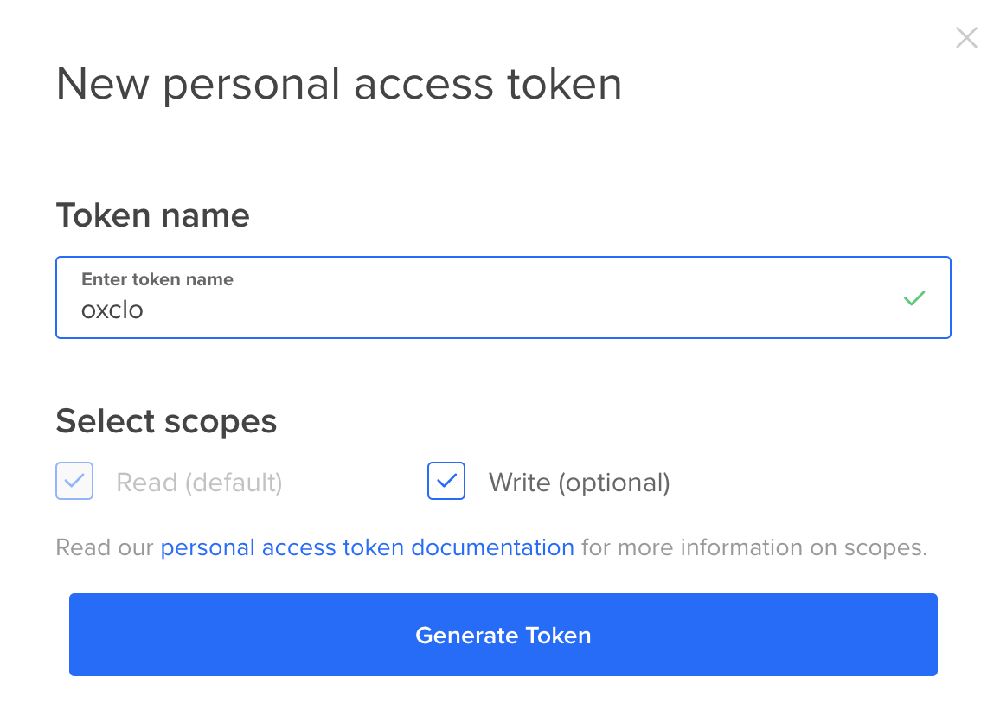 New personal access token
Token name
Enter token name
oxclo
Select scopes
Read (default)
Write (optional)
Read our personal access token documentation for more information on scopes.
Generate Token